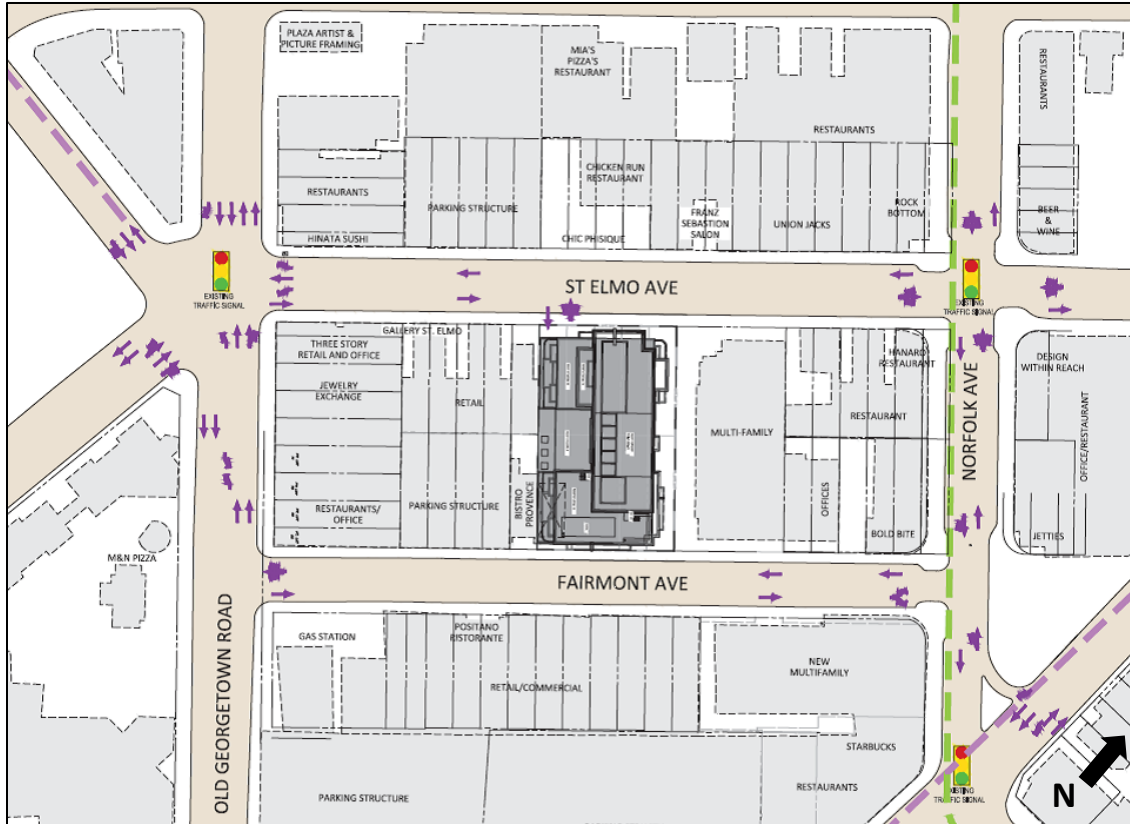 PLAZA ARTIST &
PICTURE FRAMING
MIA'S
PIZZA'S
RESTAURANT
RESTAURANTS
RESTAURANTS
CHICKEN RUN
RESTAURANT
RESTAURANTS
PARKING STRUCTURE
ROCK
BOTTOM
FRANZ
SEBASTION
SALON
UNION JACKS
BEER
&
WINE
HINATA SUSHI
CHIC PHISIQUE
EXISTING
TRAFFIC SIGNAL
ST ELMO AVE
EXISTING
TRAFFIC SIGNAL
GALLERY ST. ELMO
THREE STORY
RETAIL AND OFFICE
HANARO
RESTAURANT
DESIGN
WITHIN REACH
JEWELRY
EXCHANGE
RETAIL
RESTAURANT
MULTI-FAMILY
NORFOLK AVE
OFFICE/RESTAURANT
BISTRO
PROVENCE
OFFICES
RESTAURANTS/
OFFICE
PARKING STRUCTURE
BOLD BITE
JETTIES
M&N PIZZA
FAIRMONT AVE
OLD GEORGETOWN ROAD
GAS STATION
POSITANO
RISTORANTE
RETAIL/COMMERCIAL
NEW
MULTIFAMILY
STARBUCKS
RESTAURANTS
PARKING STRUCTURE
EXISTING
TRAFFIC SIGNAL
N